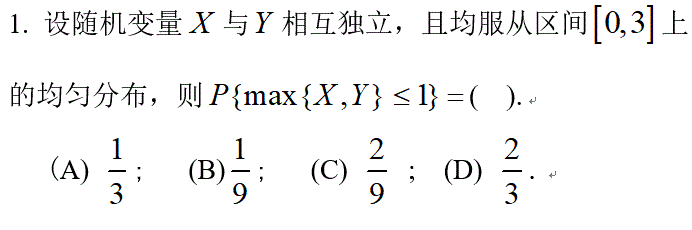 1. 设随机变量 X 与 Y 相互独立，且均服从区间[0,3]上
的均匀分布，则 P{max{X,Y} ≤ 1} = (   ).
(A) 1/3； (B) 1/9； (C) 2/9 ； (D) 2/3.